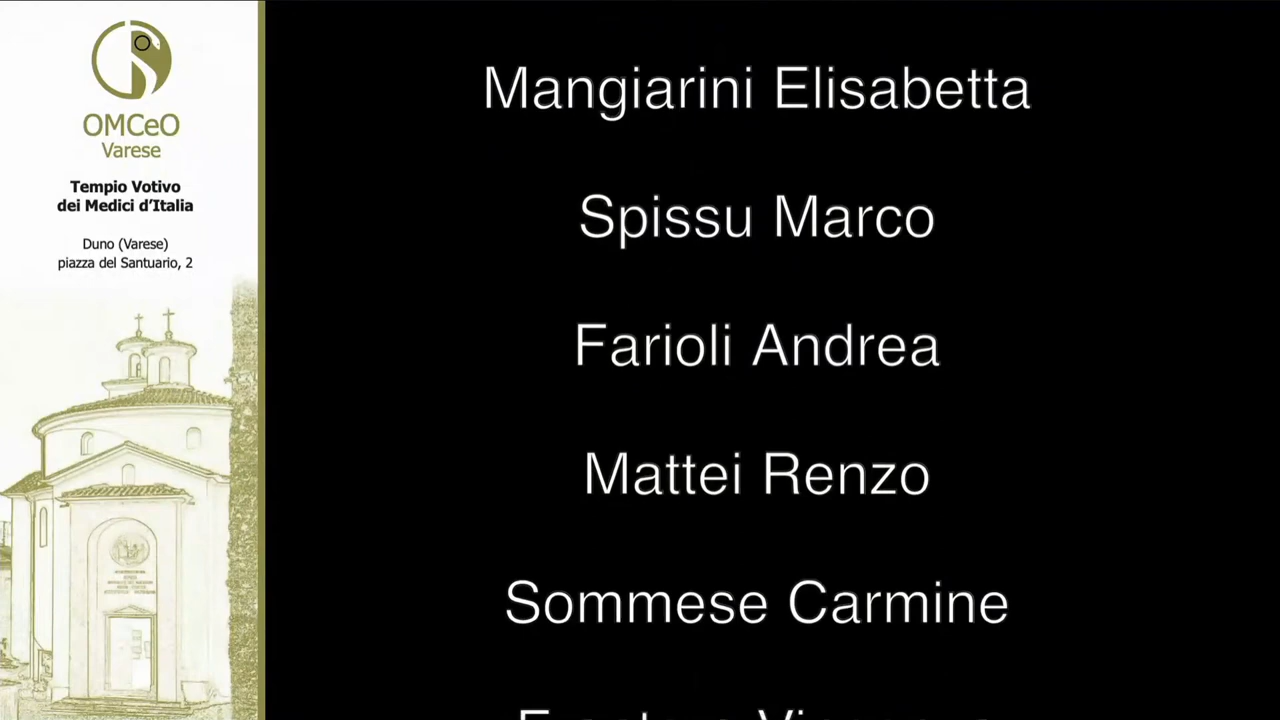 OMCeO
Varese
Tempio Votivo
dei Medici d'Italia
Duno (Varese)
piazza del Santuario, 2
Mangiarini Elisabetta
Spissu Marco
Farioli Andrea
Mattei Renzo
Sommese Carmine